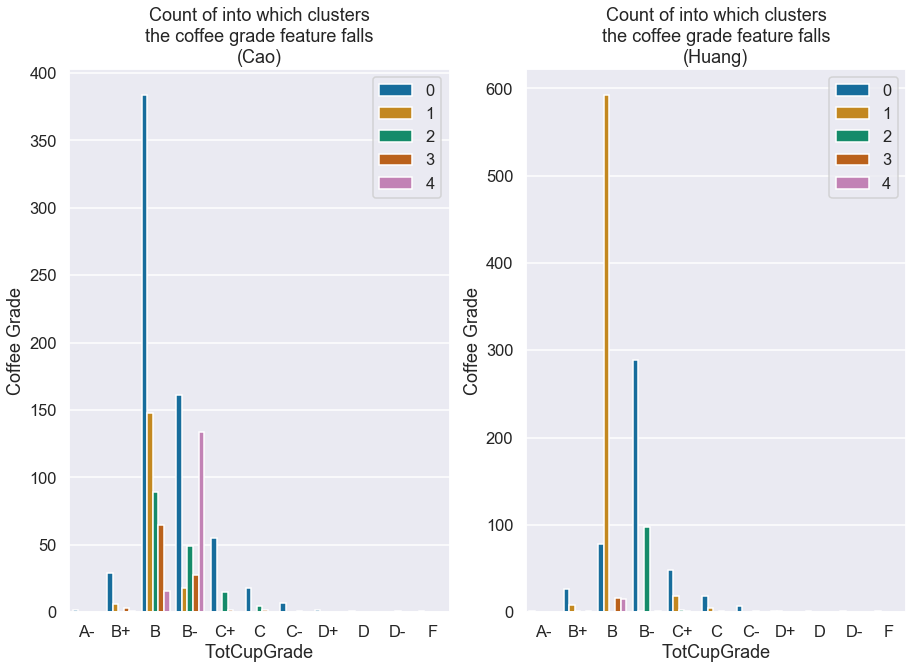 Count of into which clusters
the coffee grade feature falls
(Cao)
400
350
300
250
200
150
100
50
0
Coffee Grade
0
1
2
3
4
A- B+ B B- C+ C C- D+ D D- F
TotCupGrade
Count of into which clusters
the coffee grade feature falls
(Huang)
600
500
400
300
200
100
0
Coffee Grade
0
1
2
3
4
A- B+ B B- C+ C C- D+ D D- F
TotCupGrade